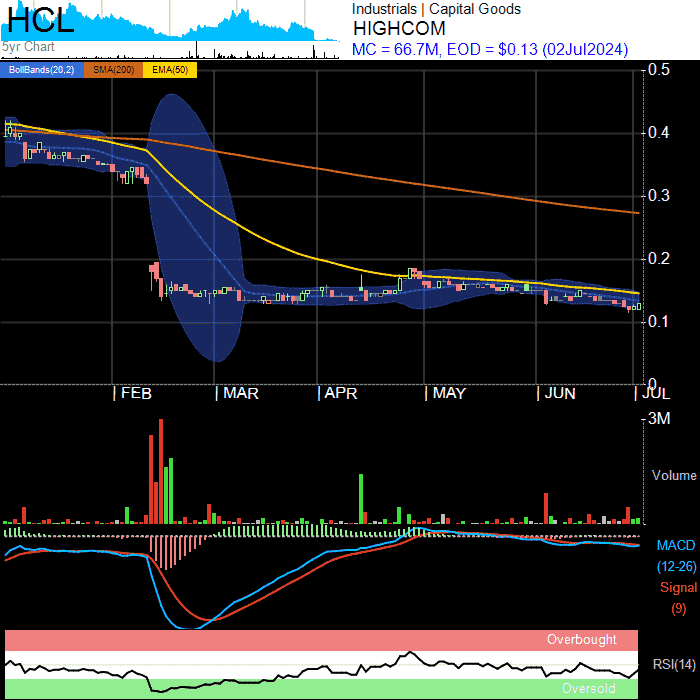 HCL
5yr Chart
Industrials | Capital Goods
HIGHCOM
MC = 66.7M, EOD = $0.13 (02Jul2024)
BollBands(20,2) SMA(200) EMA(50)
0.5
0.4
0.3
0.2
0.1
0
FEB MAR APR MAY JUN JUL
3M
Volume
MACD
(12-26)
Signal
(9)
Overbought
RSI(14)
Oversold